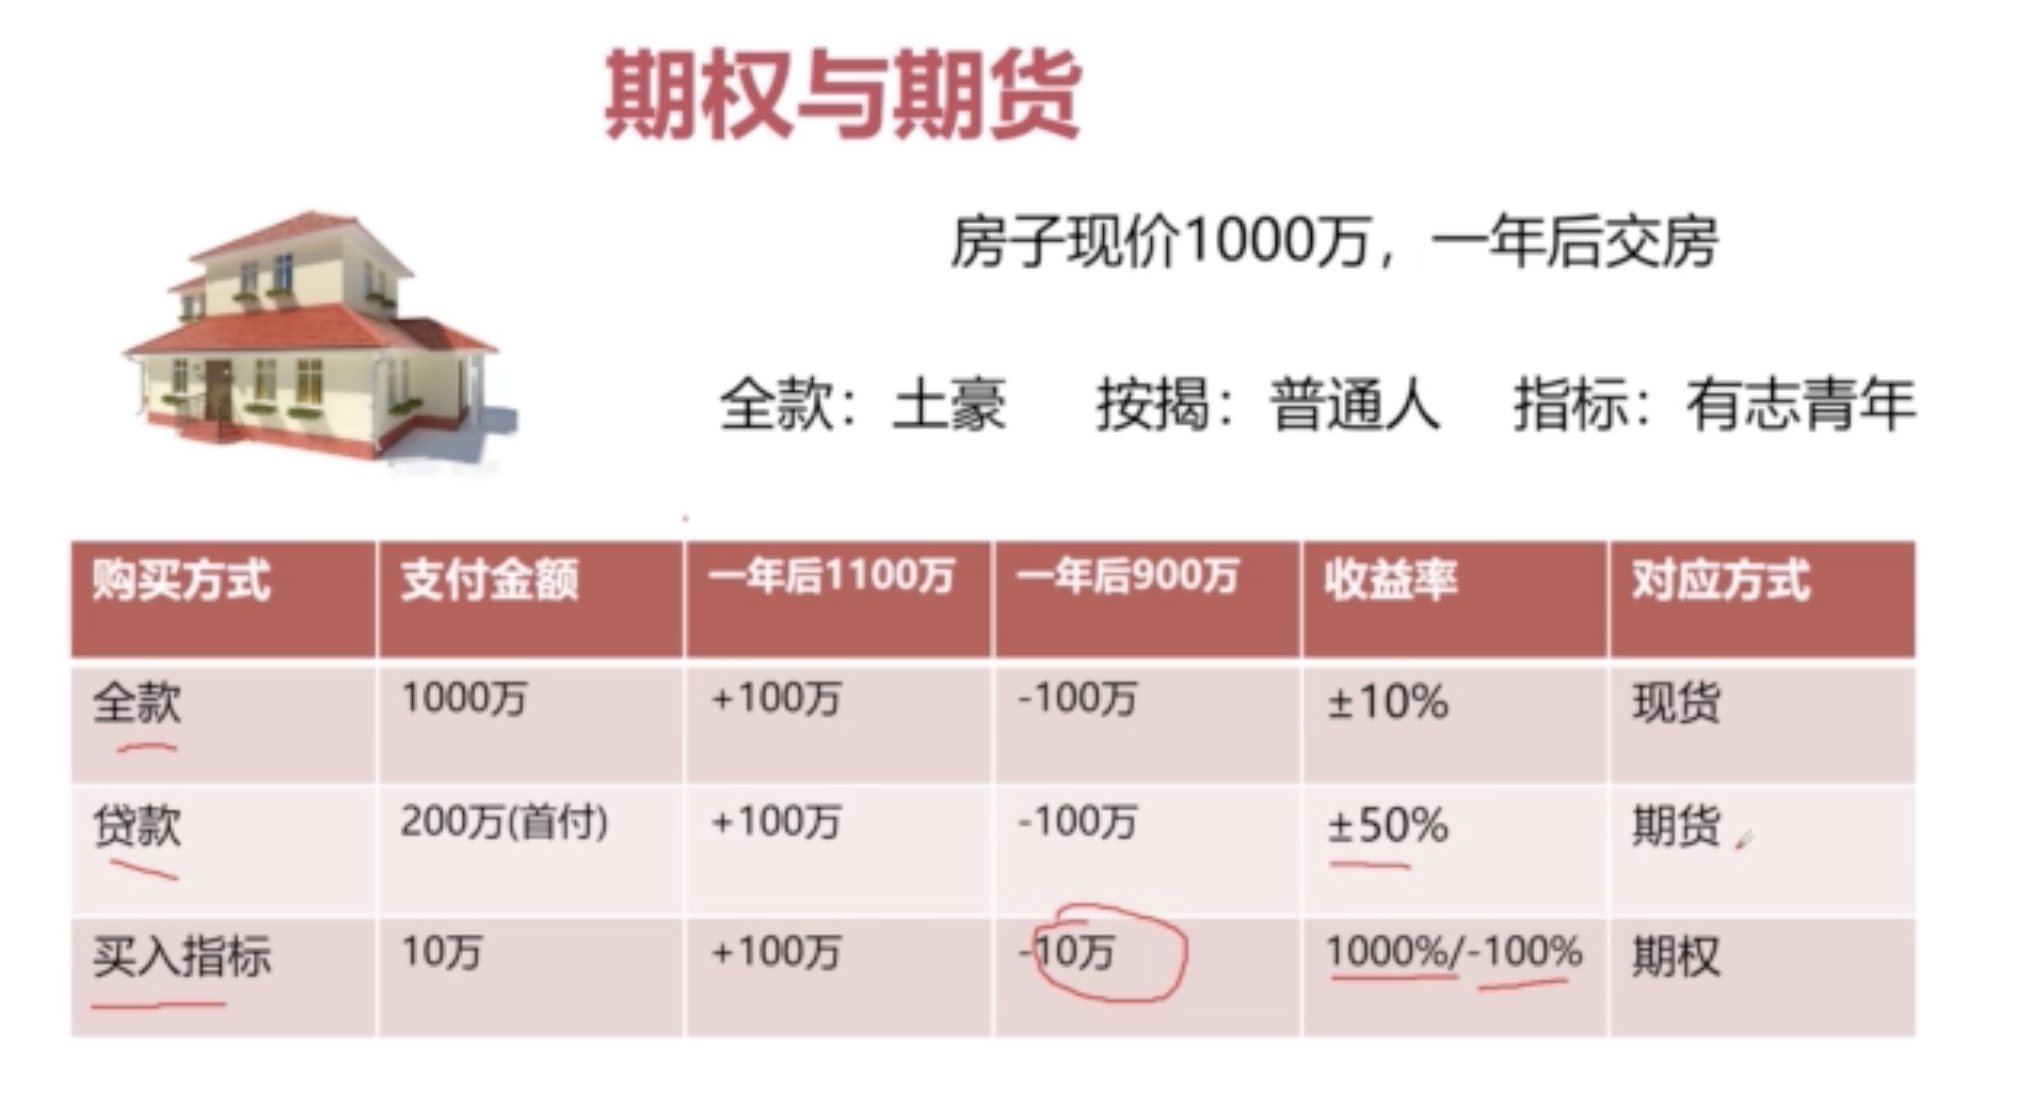 期权与期货
房子现价1000万，一年后交房
全款：土豪 按揭：普通人 指标：有志青年
购买方式 支付金额 一年后1100万 一年后900万 收益率 对应方式
全款 1000万 +100万 -100万 ±10% 现货
贷款 200万(首付) +100万 -100万 ±50% 期货
买入指标 10万 +100万 -10万 1000%/-100% 期权